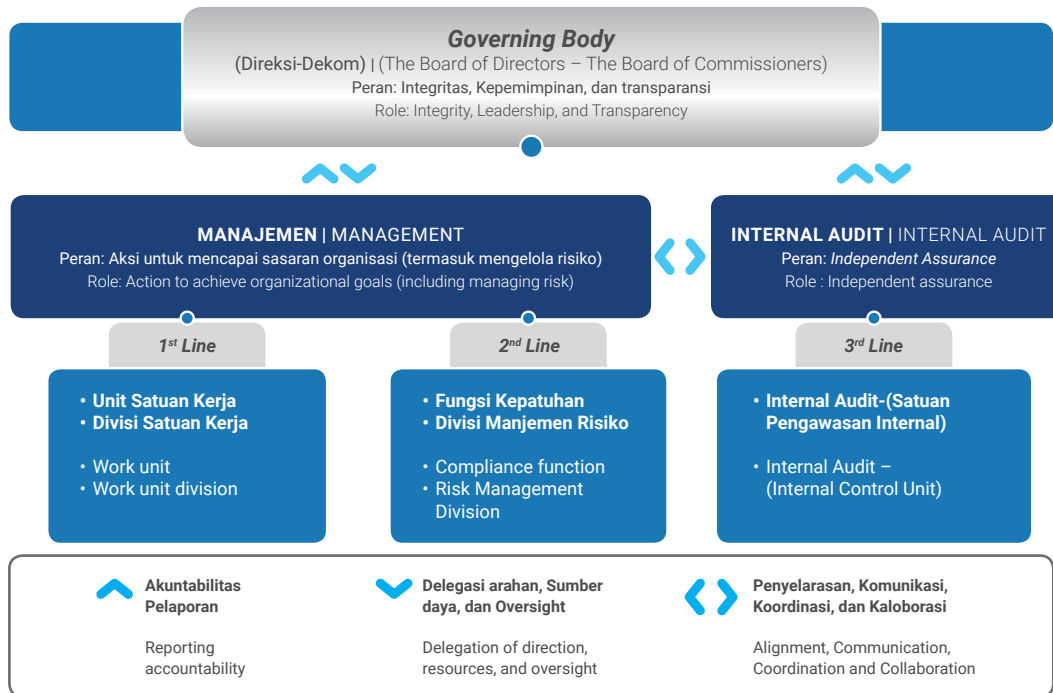 Governing Body
(Direksi-Dekom) | (The Board of Directors – The Board of Commissioners)
Peran: Integritas, Kepemimpinan, dan transparansi
Role: Integrity, Leadership, and Transparency
MANAJEMEN | MANAGEMENT
Peran: Aksi untuk mencapai sasaran organisasi (termasuk mengelola risiko)
Role: Action to achieve organizational goals (including managing risk)
INTERNAL AUDIT | INTERNAL AUDIT
Peran: Independent Assurance
Role : Independent assurance
1st Line
• Unit Satuan Kerja
• Divisi Satuan Kerja
• Work unit
• Work unit division
2nd Line
• Fungsi Kepatuhan
• Divisi Manjemen Risiko
• Compliance function
• Risk Management
Division
3rd Line
• Internal Audit-(Satuan
Pengawasan Internal)
• Internal Audit –
(Internal Control Unit)
Akuntabilitas
Pelaporan
Reporting
accountability
Delegasi arahan, Sumber
daya, dan Oversight
Delegation of direction,
resources, and oversight
Penyelarasan, Komunikasi,
Koordinasi, dan Kaloborasi
Alignment, Communication,
Coordination and Collaboration